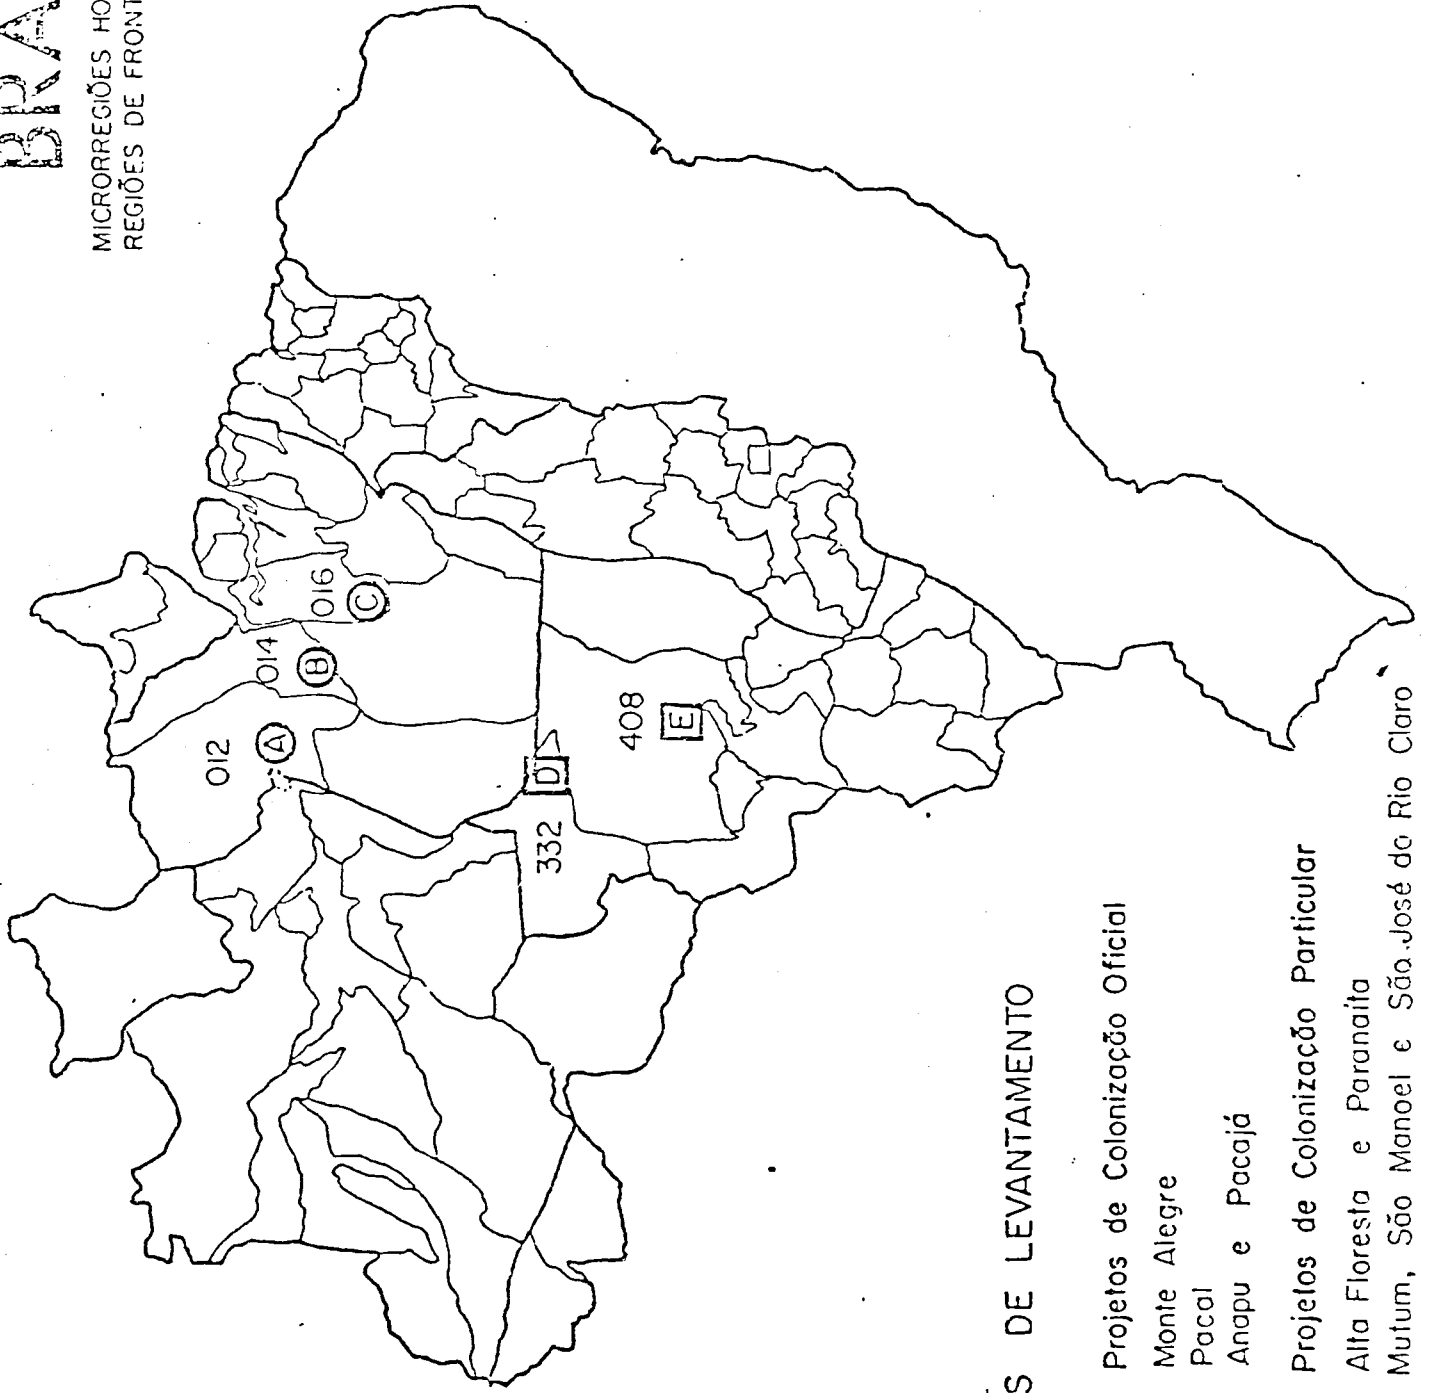 BRA
MICRORREGIÕES HO
REGIÕES DE FRONT
016
C
014
B
012
A
408
E
D
332
S DE LEVANTAMENTO
Projetos de Colonização Oficial
Monte Alegre
Pacal
Anapu e Pacajá
Projetos de Colonização Particular
Alta Floresta e Paranaita
Mutum, São Manoel e São José do Rio Claro